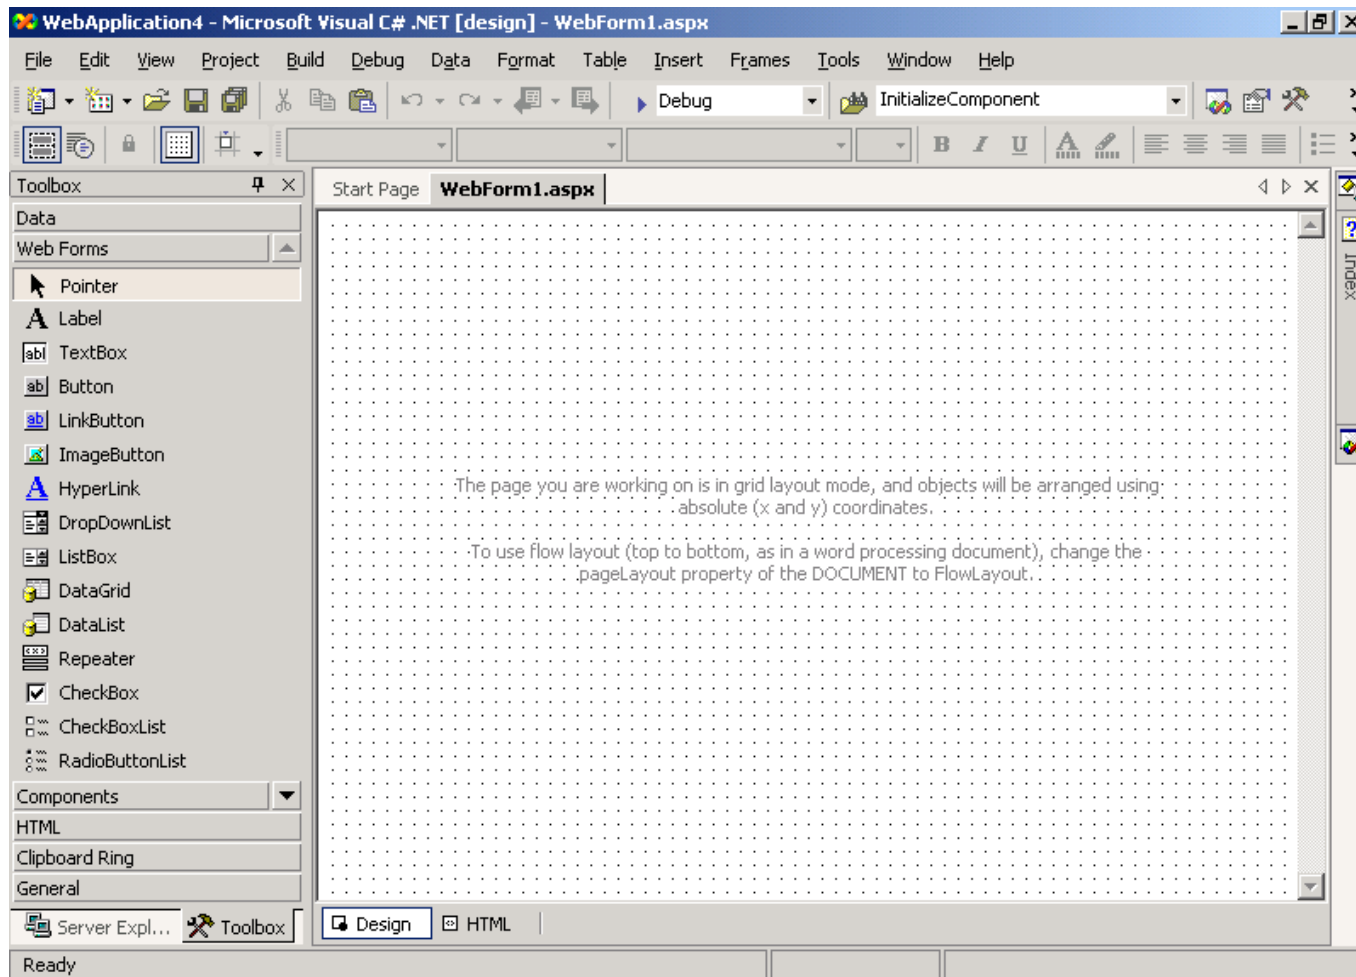 WebApplication4 - Microsoft Visual C# .NET [design] - WebForm1.aspx
File Edit View Project Build Debug Data Format Table Insert Frames Tools Window Help
Debug InitializeComponent
B I U A
Toolbox
Start Page WebForm1.aspx
Data
Web Forms
Pointer
A Label
abl TextBox
ab Button
ab LinkButton
ImageButton
A HyperLink
DropDownList
ListBox
DataGrid
DataList
Repeater
CheckBox
CheckBoxList
RadioButtonList
Components
HTML
Clipboard Ring
General
Server Expl... Toolbox
The page you are working on is in grid layout mode, and objects will be arranged using
absolute (x and y) coordinates.
To use flow layout (top to bottom, as in a word processing document), change the
pageLayout property of the DOCUMENT to FlowLayout.
Design HTML
? Index
Ready